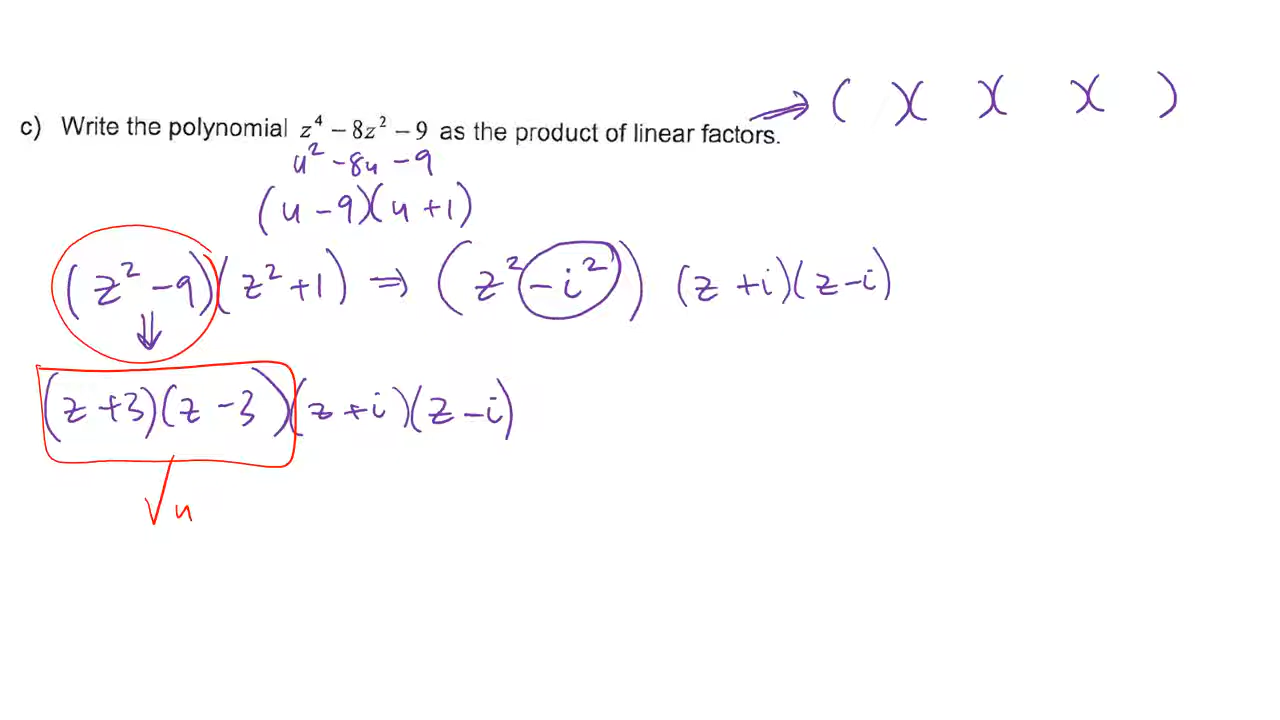 ⇒ ( )( )( )( )
c) Write the polynomial z⁴ − 8z² − 9 as the product of linear factors.
u² − 8u − 9
(u − 9)(u + 1)
(z² − 9)(z² + 1) ⇒ (z² − i²) (z + i)(z − i)
⇓
(z + 3)(z − 3)(z + i)(z − i)
√u